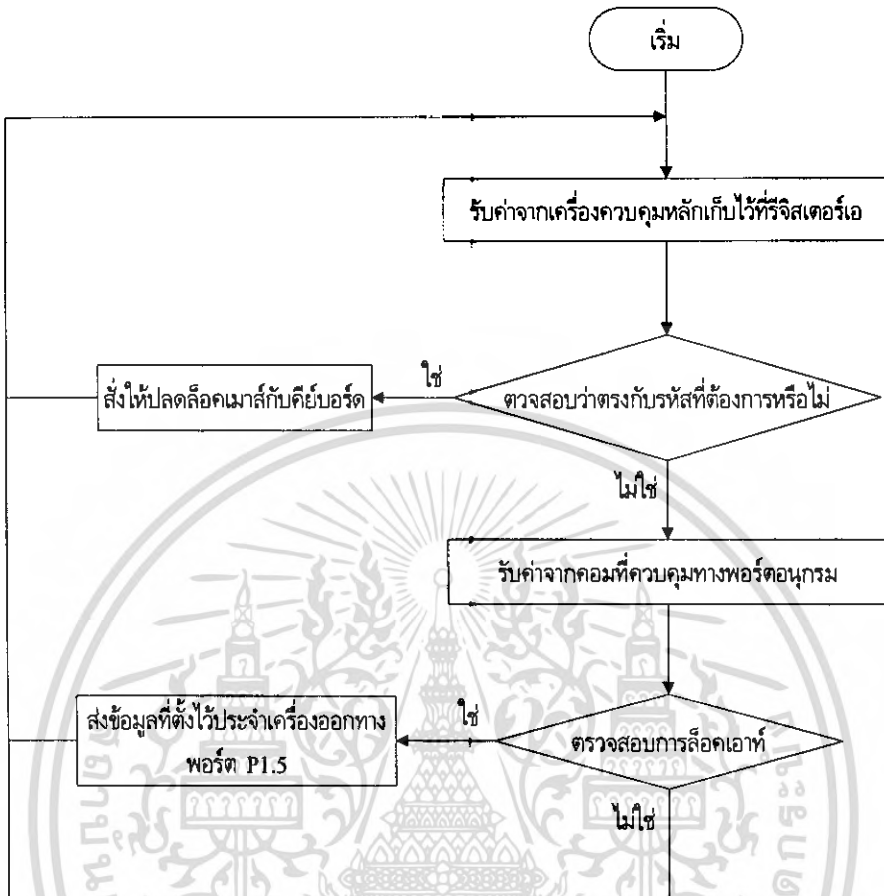 เริ่ม
รับค่าจากเครื่องควบคุมหลักเก็บไว้ที่รีจิสเตอร์เอ
ใช่
สั่งให้ปลดล็อคเมาส์กับคีย์บอร์ด
ตวจสอบว่าตรงกับรหัสที่ต้องการหรือไม่
ไม่ใช่
รับค่าจากคอมที่ควบคุมทางพอร์ตอนุกรม
ส่งข้อมูลที่ตั้งไว้ประจำเครื่องออกทาง
พอร์ต P1.5
ใช่
ตรวจสอบการล็อคเอาท์
ไม่ใช่